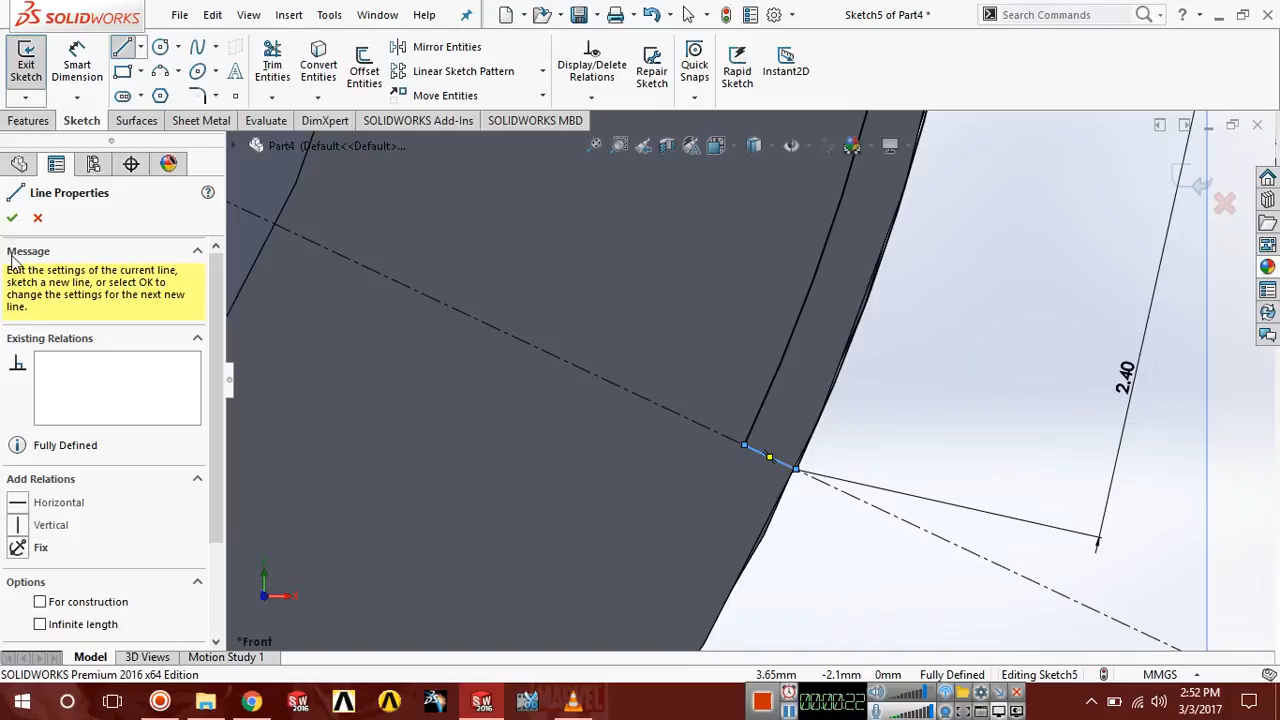 SOLIDWORKS File Edit View Insert Tools Window Help Sketch5 of Part4 * Search Commands ?
Exit Sketch
Smart Dimension
Trim Entities
Convert Entities
Offset Entities
Mirror Entities
Linear Sketch Pattern
Move Entities
Display/Delete Relations
Repair Sketch
Quick Snaps
Rapid Sketch
Instant2D
Features Sketch Surfaces Sheet Metal Evaluate DimXpert SOLIDWORKS Add-Ins SOLIDWORKS MBD
Part4 (Default<<Default>...
Line Properties
Message
Edit the settings of the current line,
sketch a new line, or select OK to
change the settings for the next new
line.
Existing Relations
2.40
Fully Defined
Add Relations
Horizontal
Vertical
Fix
Options
For construction
Infinite length
*Front
Model 3D Views Motion Study 1
SOLIDWORKS Premium 2016 x64 Edition 3.65mm -2.1mm 0mm Fully Defined Editing Sketch5 MMGS
00:00:22
2:52 PM
3/3/2017